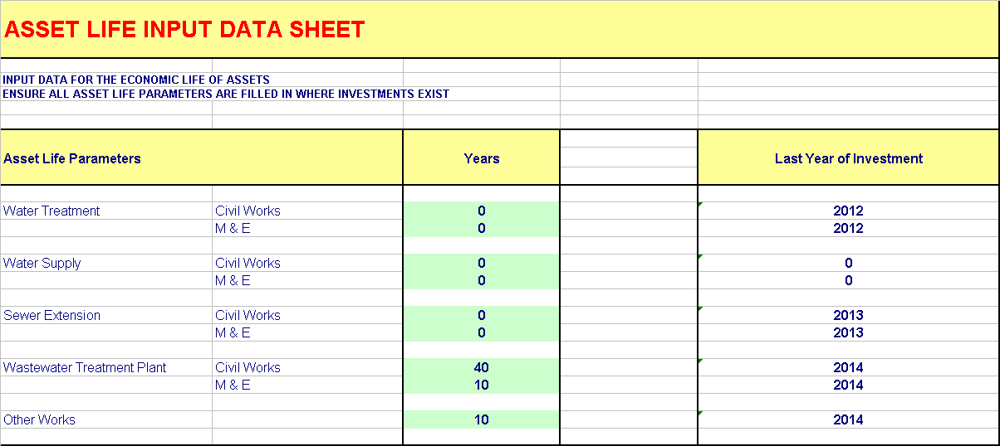 ASSET LIFE INPUT DATA SHEET
INPUT DATA FOR THE ECONOMIC LIFE OF ASSETS
ENSURE ALL ASSET LIFE PARAMETERS ARE FILLED IN WHERE INVESTMENTS EXIST
Asset Life Parameters Years Last Year of Investment
Water Treatment Civil Works 0 2012
M & E 0 2012
Water Supply Civil Works 0 0
M & E 0 0
Sewer Extension Civil Works 0 2013
M & E 0 2013
Wastewater Treatment Plant Civil Works 40 2014
M & E 10 2014
Other Works 10 2014